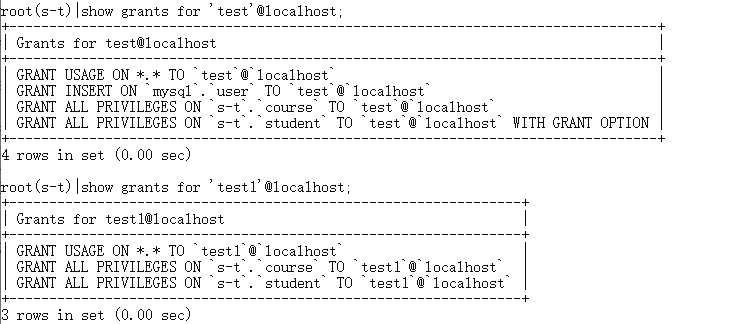 root(s-t)|show grants for 'test'@localhost;
+---------------------------------------------------------------------------------+
| Grants for test@localhost                                                       |
+---------------------------------------------------------------------------------+
| GRANT USAGE ON *.* TO `test`@`localhost`
| GRANT INSERT ON `mysql`.`user` TO `test`@`localhost`
| GRANT ALL PRIVILEGES ON `s-t`.`course` TO `test`@`localhost`
| GRANT ALL PRIVILEGES ON `s-t`.`student` TO `test`@`localhost` WITH GRANT OPTION |
+---------------------------------------------------------------------------------+
4 rows in set (0.00 sec)
root(s-t)|show grants for 'test1'@localhost;
+----------------------------------------------------------------+
| Grants for test1@localhost                                     |
+----------------------------------------------------------------+
| GRANT USAGE ON *.* TO `test1`@`localhost`
| GRANT ALL PRIVILEGES ON `s-t`.`course` TO `test1`@`localhost`
| GRANT ALL PRIVILEGES ON `s-t`.`student` TO `test1`@`localhost` |
+----------------------------------------------------------------+
3 rows in set (0.00 sec)